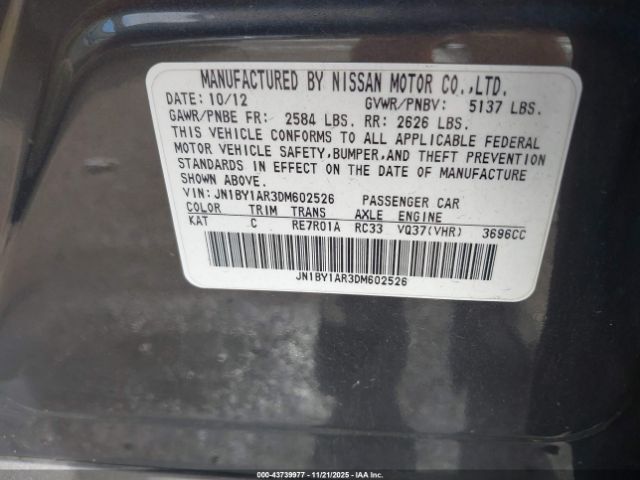 MANUFACTURED BY NISSAN MOTOR CO.,LTD.
DATE: 10/12 GVWR/PNBV: 5137 LBS.
GAWR/PNBE FR: 2584 LBS. RR: 2626 LBS.
THIS VEHICLE CONFORMS TO ALL APPLICABLE FEDERAL
MOTOR VEHICLE SAFETY,BUMPER,AND THEFT PREVENTION
STANDARDS IN EFFECT ON THE DATE OF MANUFACTURE
SHOWN ABOVE.
VIN: JN1BY1AR3DM602526 PASSENGER CAR
COLOR TRIM TRANS AXLE ENGINE
KAT C RE7R01A RC33 VQ37(VHR) 3696CC
JN1BY1AR3DM602526
000-43739977 - 11/21/2025 - IAA, Inc.